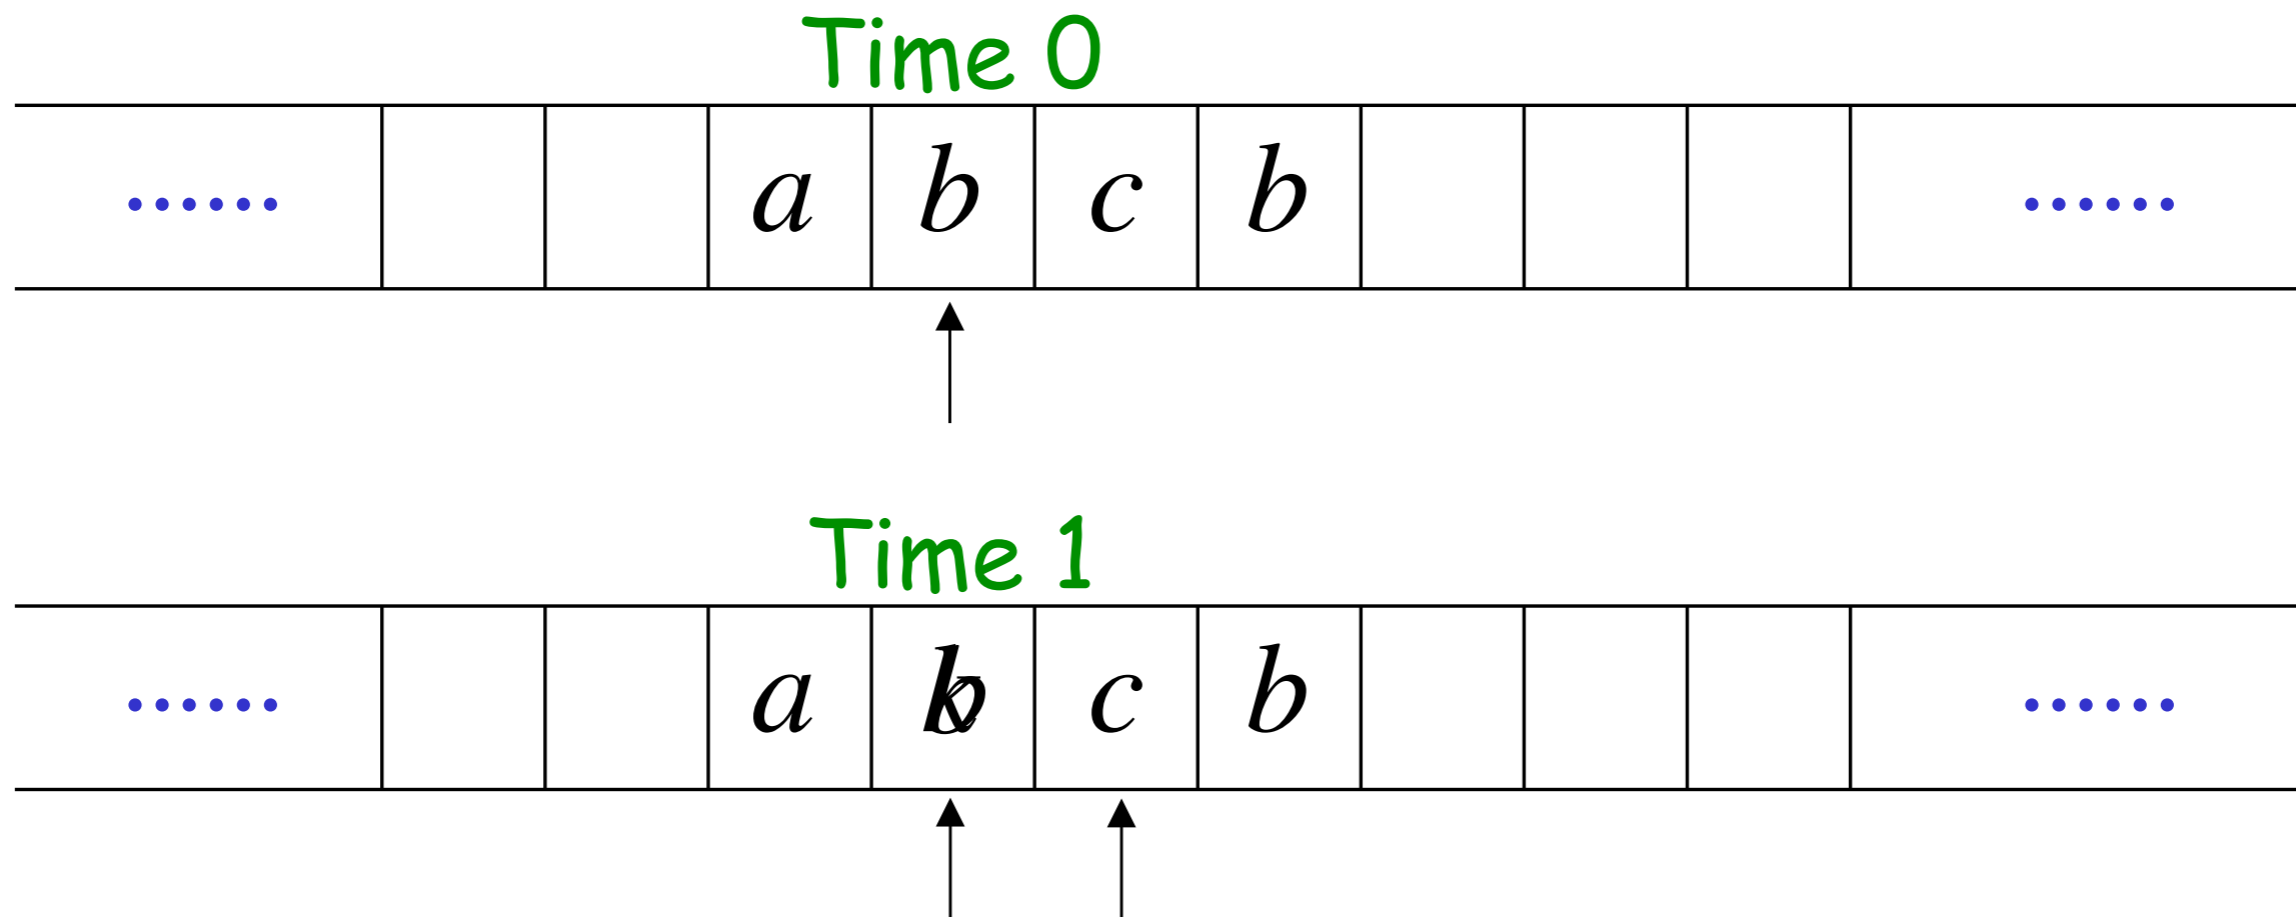 Time 0
...... a b c b ......
Time 1
...... a c b ......